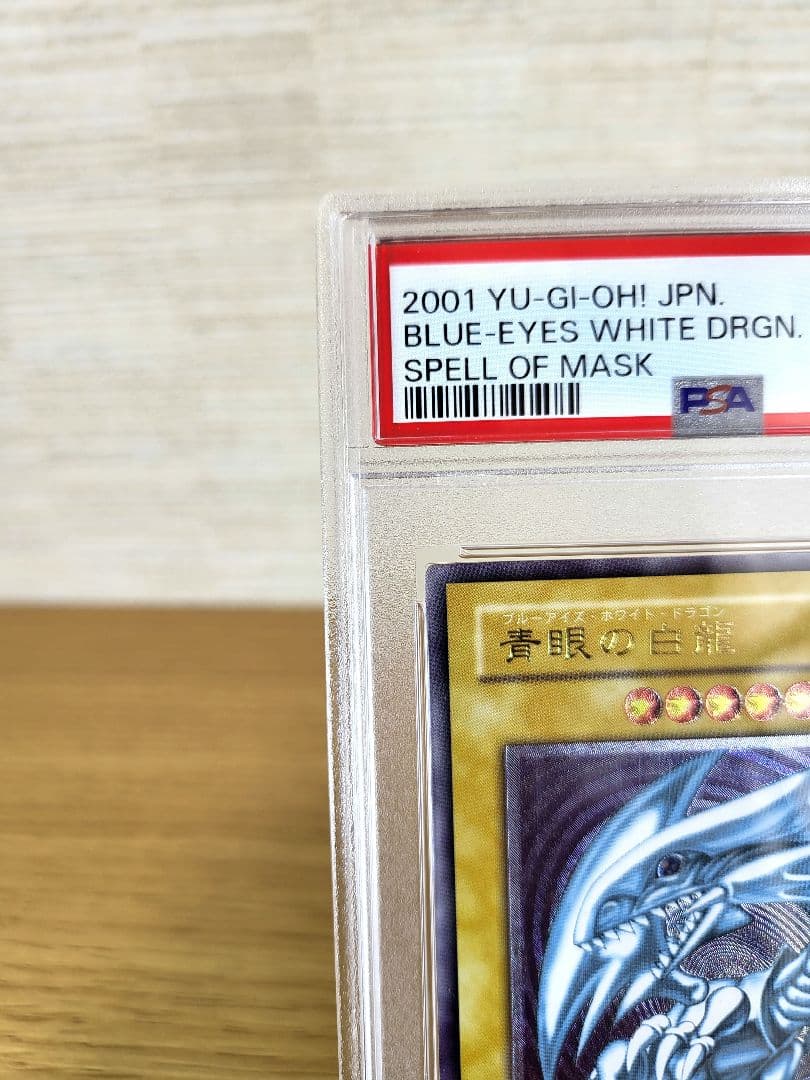 2001 YU-GI-OH! JPN.
BLUE-EYES WHITE DRGN.
SPELL OF MASK
PSA
ブルーアイズ・ホワイト・ドラゴン
青眼の白龍